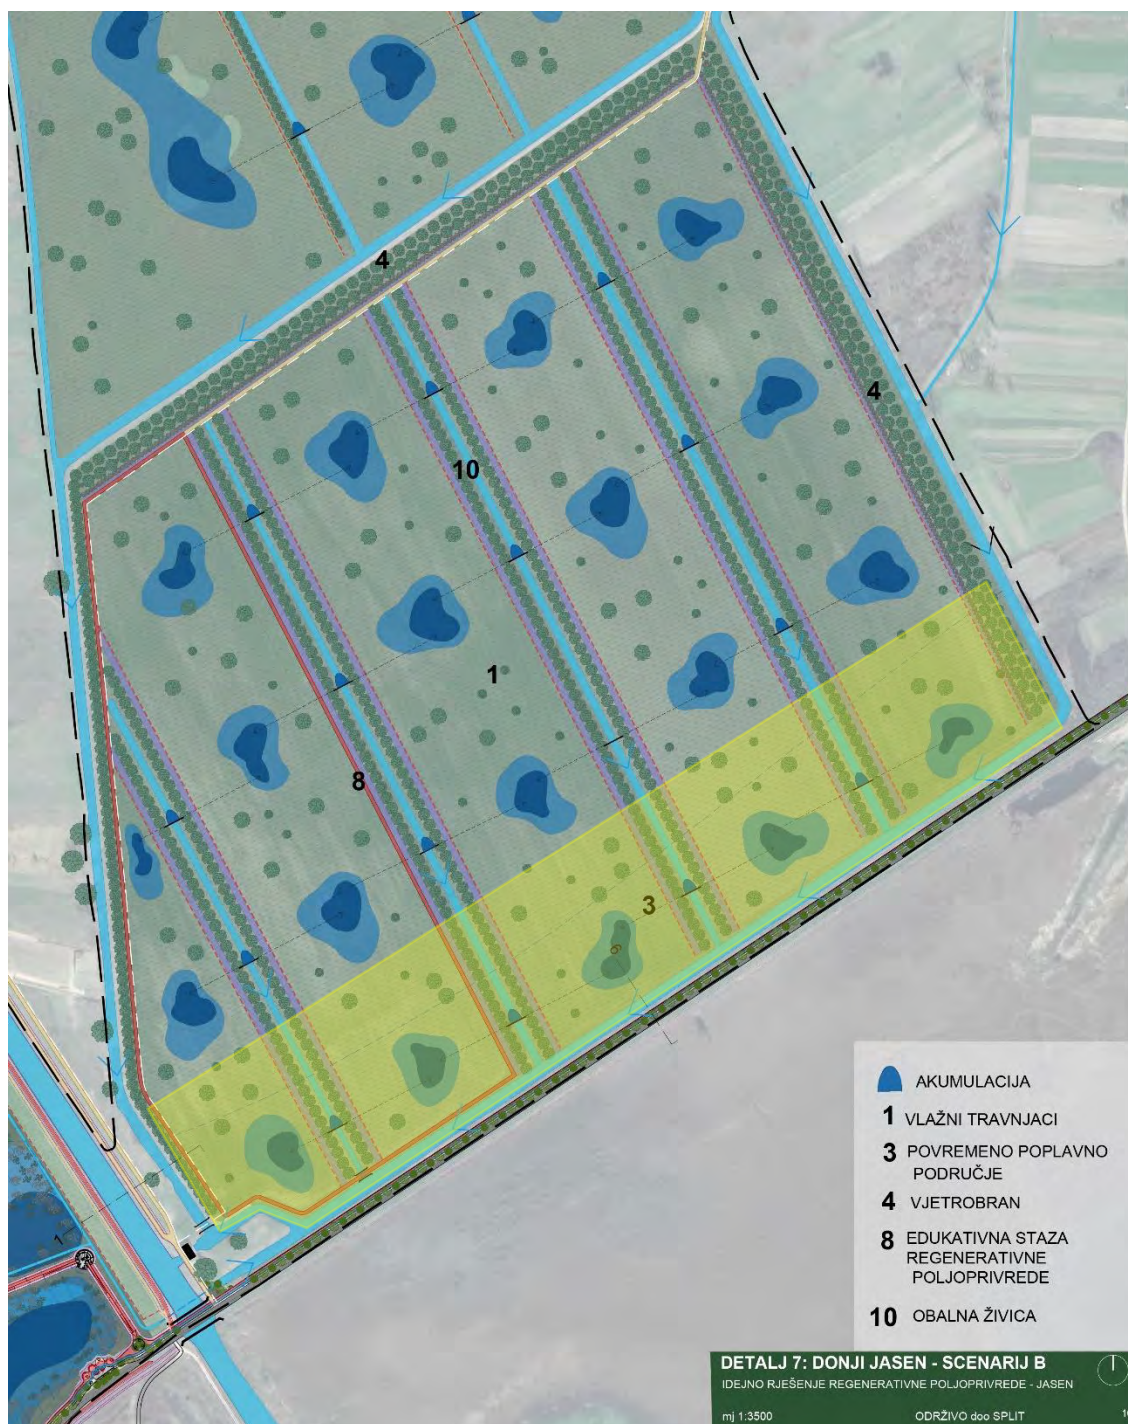 4
4
10
1
8
3
AKUMULACIJA
1 VLAŽNI TRAVNJACI
3 POVREMENO POPLAVNO
PODRUČJE
4 VJETROBRAN
8 EDUKATIVNA STAZA
REGENERATIVNE
POLJOPRIVREDE
10 OBALNA ŽIVICA
DETALJ 7: DONJI JASEN - SCENARIJ B
IDEJNO RJEŠENJE REGENERATIVNE POLJOPRIVREDE - JASEN
mj 1:3500 ODRŽIVO doo SPLIT